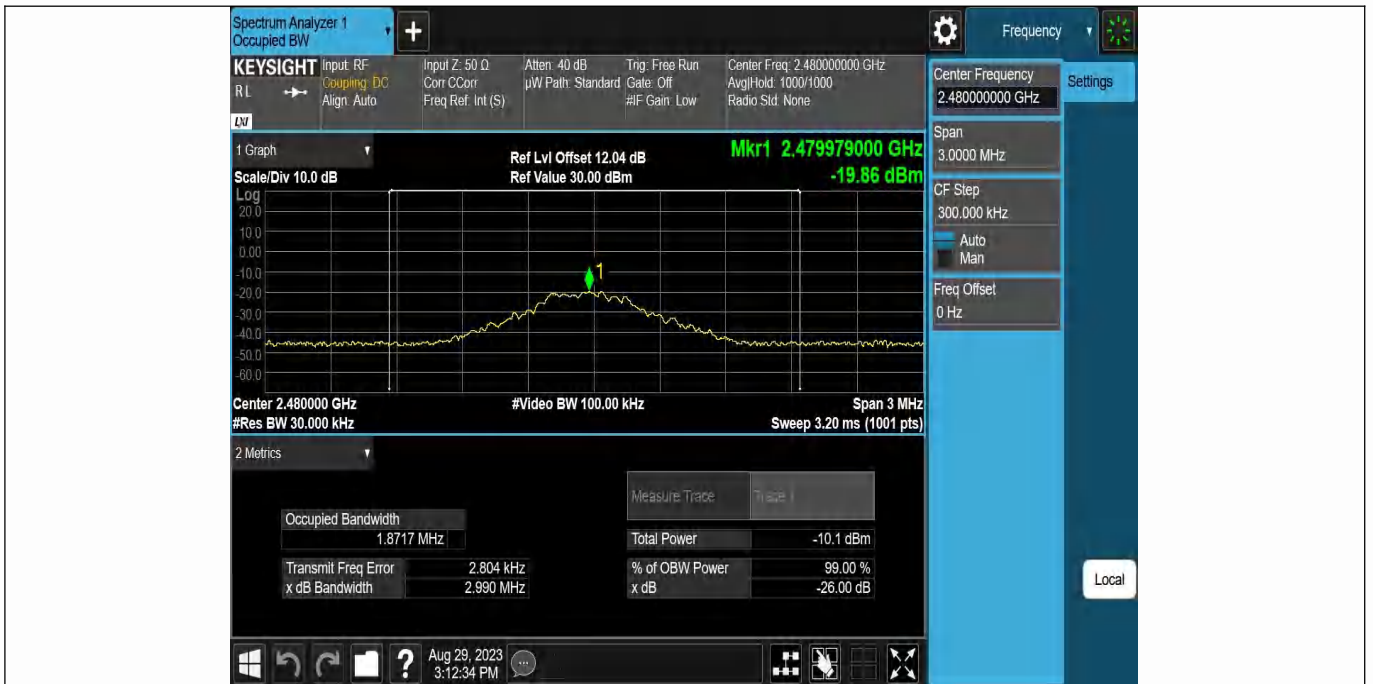 Spectrum Analyzer 1
Occupied BW
+
Frequency
KEYSIGHT
RL
LXI
Input: RF
Coupling: DC
Align: Auto
Input Z: 50 Ω
Corr CCorr
Freq Ref: Int (S)
Atten: 40 dB
µW Path: Standard
Trig: Free Run
Gate: Off
#IF Gain: Low
Center Freq: 2.480000000 GHz
Avg|Hold: 1000/1000
Radio Std: None
Center Frequency
2.480000000 GHz
Settings
Span
3.0000 MHz
CF Step
300.000 kHz
Auto
Man
Freq Offset
0 Hz
Local
1 Graph
Scale/Div 10.0 dB
Ref Lvl Offset 12.04 dB
Ref Value 30.00 dBm
Mkr1 2.479979000 GHz
-19.86 dBm
Log
20.0
10.0
0.00
-10.0
-20.0
-30.0
-40.0
-50.0
-60.0
1
Center 2.480000 GHz
#Video BW 100.00 kHz
Span 3 MHz
#Res BW 30.000 kHz
Sweep 3.20 ms (1001 pts)
2 Metrics
Measure Trace
Trace 1
Occupied Bandwidth
1.8717 MHz
Total Power
-10.1 dBm
Transmit Freq Error
2.804 kHz
% of OBW Power
99.00 %
x dB Bandwidth
2.990 MHz
x dB
-26.00 dB
?
Aug 29, 2023
3:12:34 PM